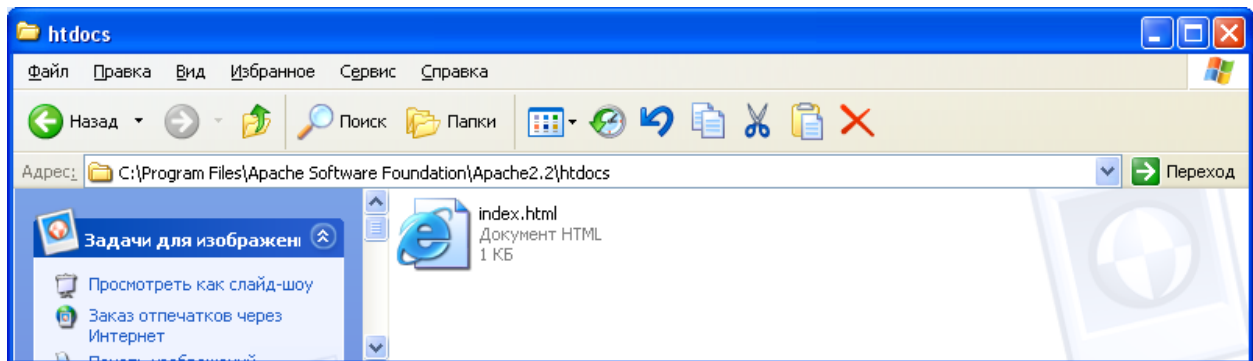 htdocs
Файл Правка Вид Избранное Сервис Справка
Назад Поиск Папки
Адрес: C:\Program Files\Apache Software Foundation\Apache2.2\htdocs Переход
index.html
Документ HTML
1 КБ
Задачи для изображени
Просмотреть как слайд-шоу
Заказ отпечатков через
Интернет